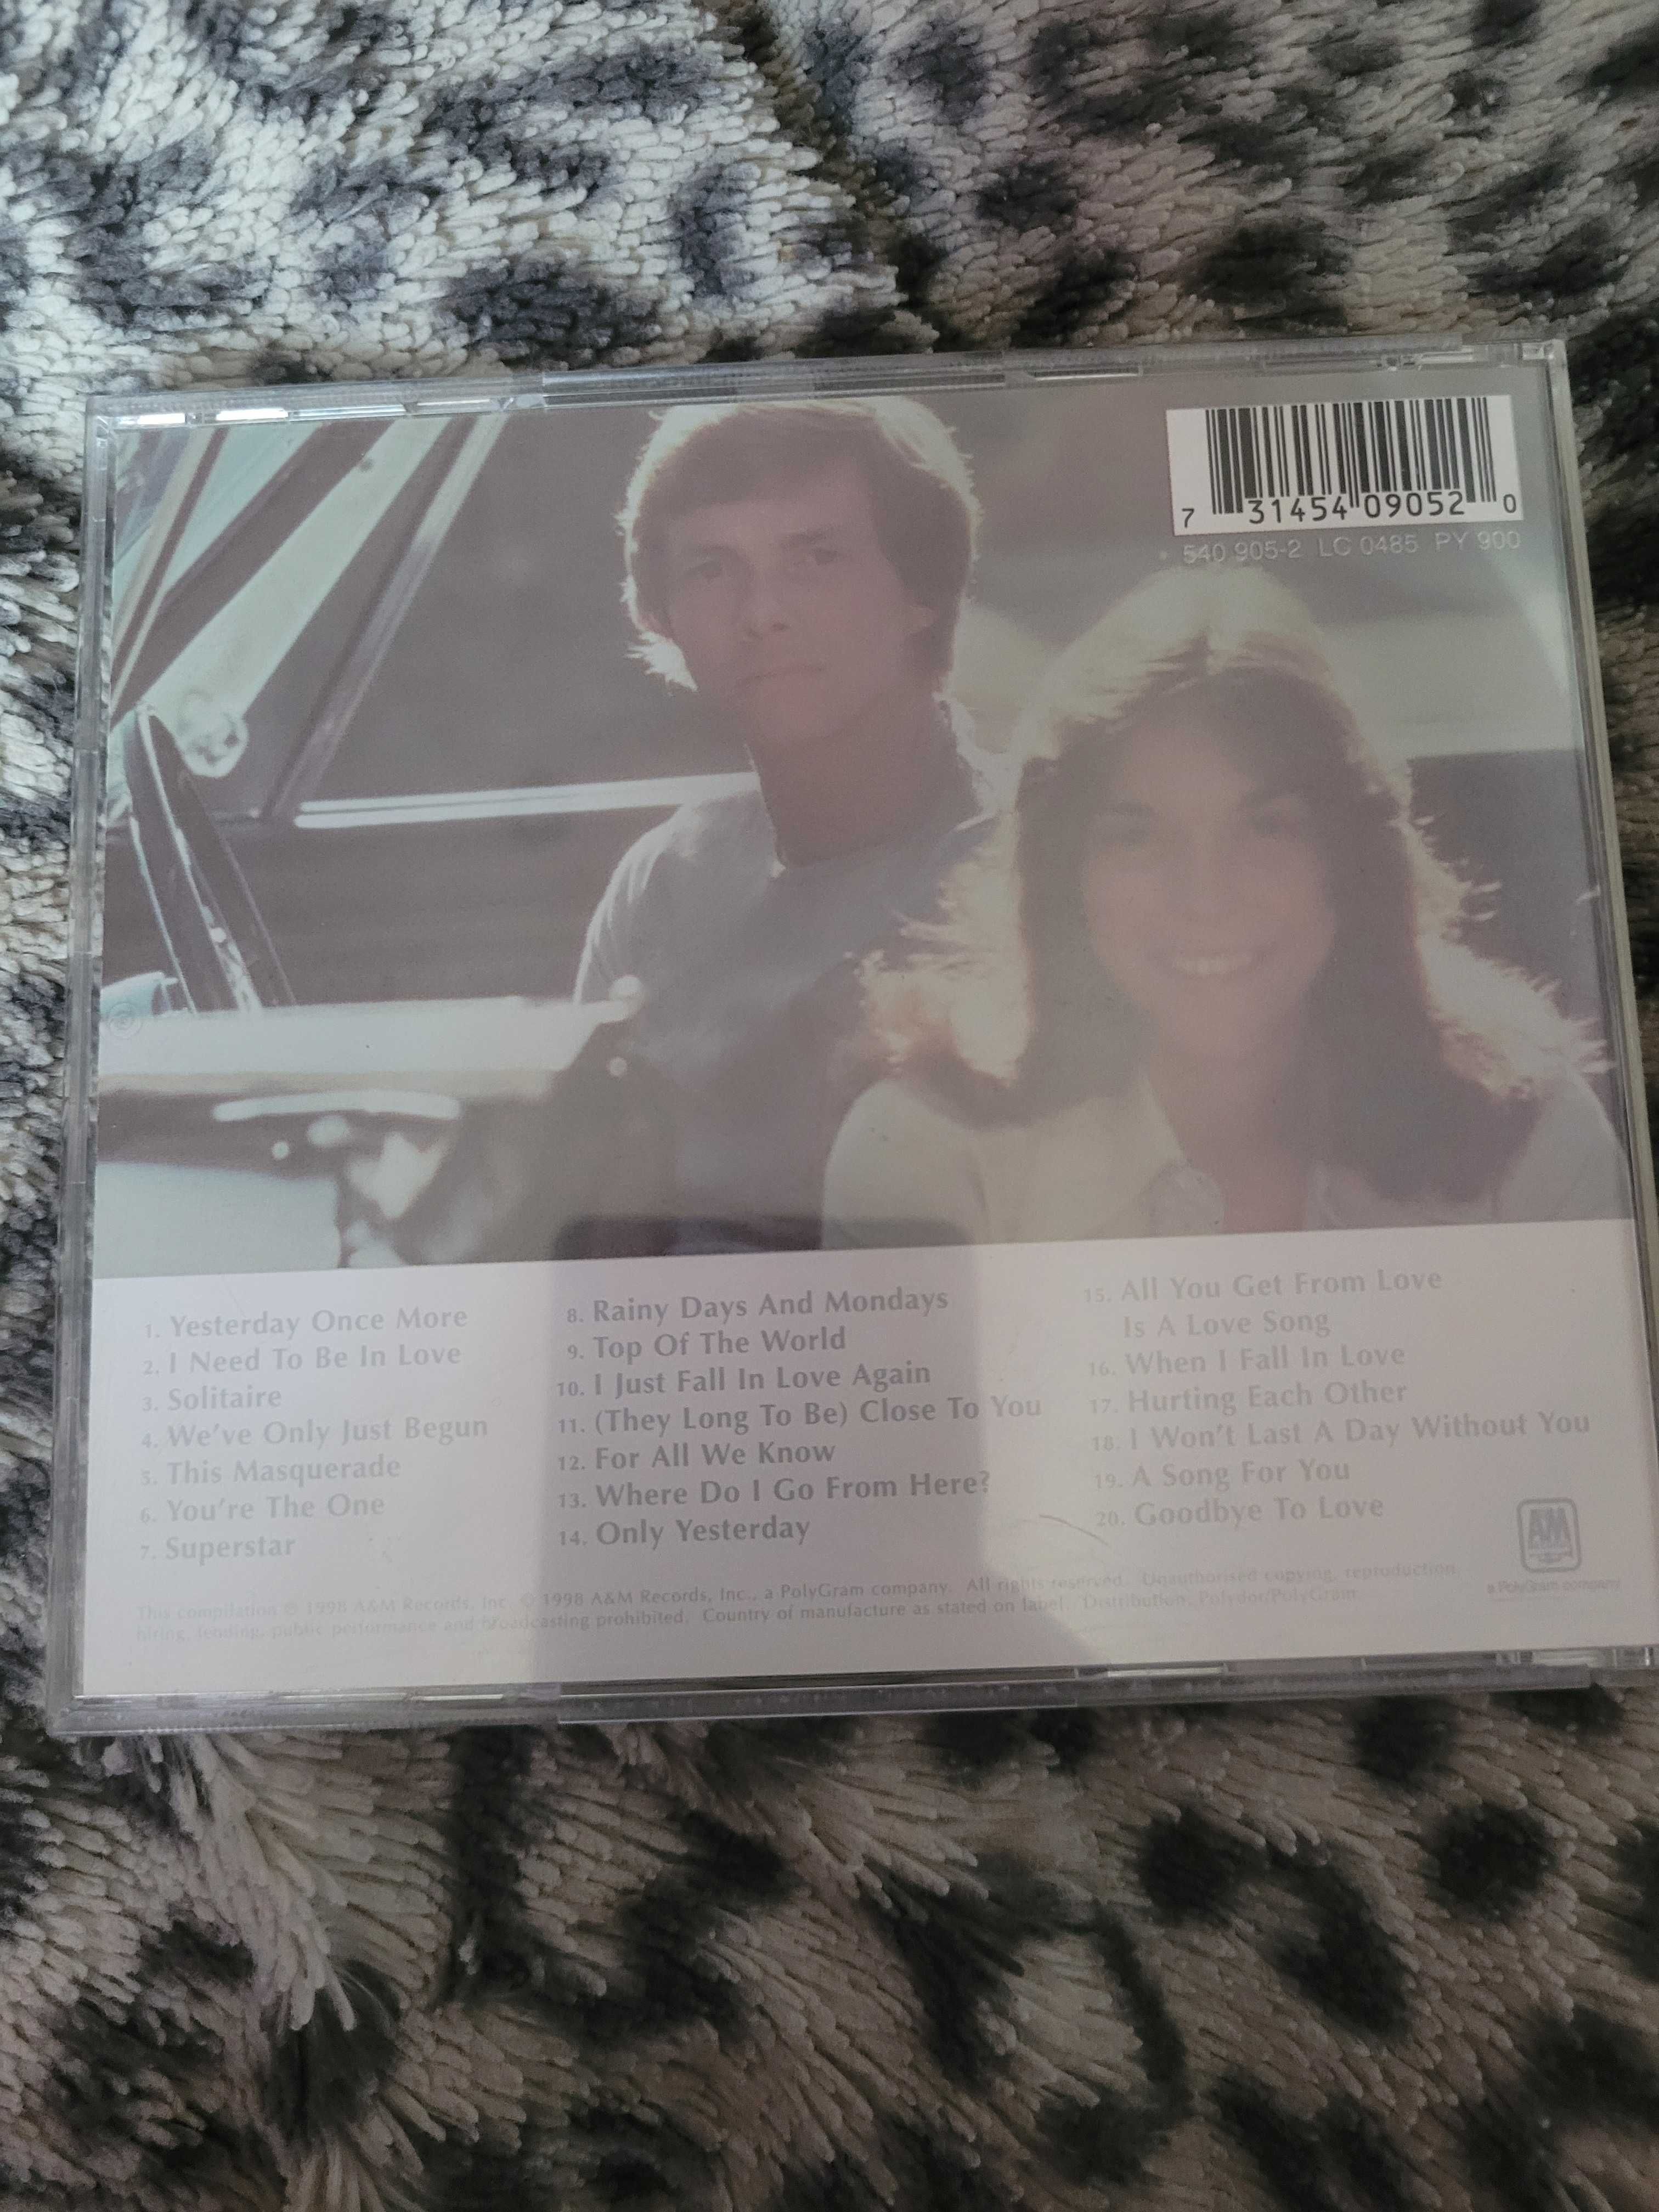 7 31454 09052 0
540 905-2 LC 0485 PY 900
1. Yesterday Once More
2. I Need To Be In Love
3. Solitaire
4. We've Only Just Begun
5. This Masquerade
6. You're The One
7. Superstar
8. Rainy Days And Mondays
9. Top Of The World
10. I Just Fall In Love Again
11. (They Long To Be) Close To You
12. For All We Know
13. Where Do I Go From Here?
14. Only Yesterday
15. All You Get From Love
Is A Love Song
16. When I Fall In Love
17. Hurting Each Other
18. I Won't Last A Day Without You
19. A Song For You
20. Goodbye To Love
This compilation ℗ 1998 A&M Records, Inc. © 1998 A&M Records, Inc., a PolyGram company. All rights reserved. Unauthorised copying, reproduction
hiring, lending, public performance and broadcasting prohibited. Country of manufacture as stated on label. Distribution: Polydor/PolyGram.
A&M
a PolyGram company